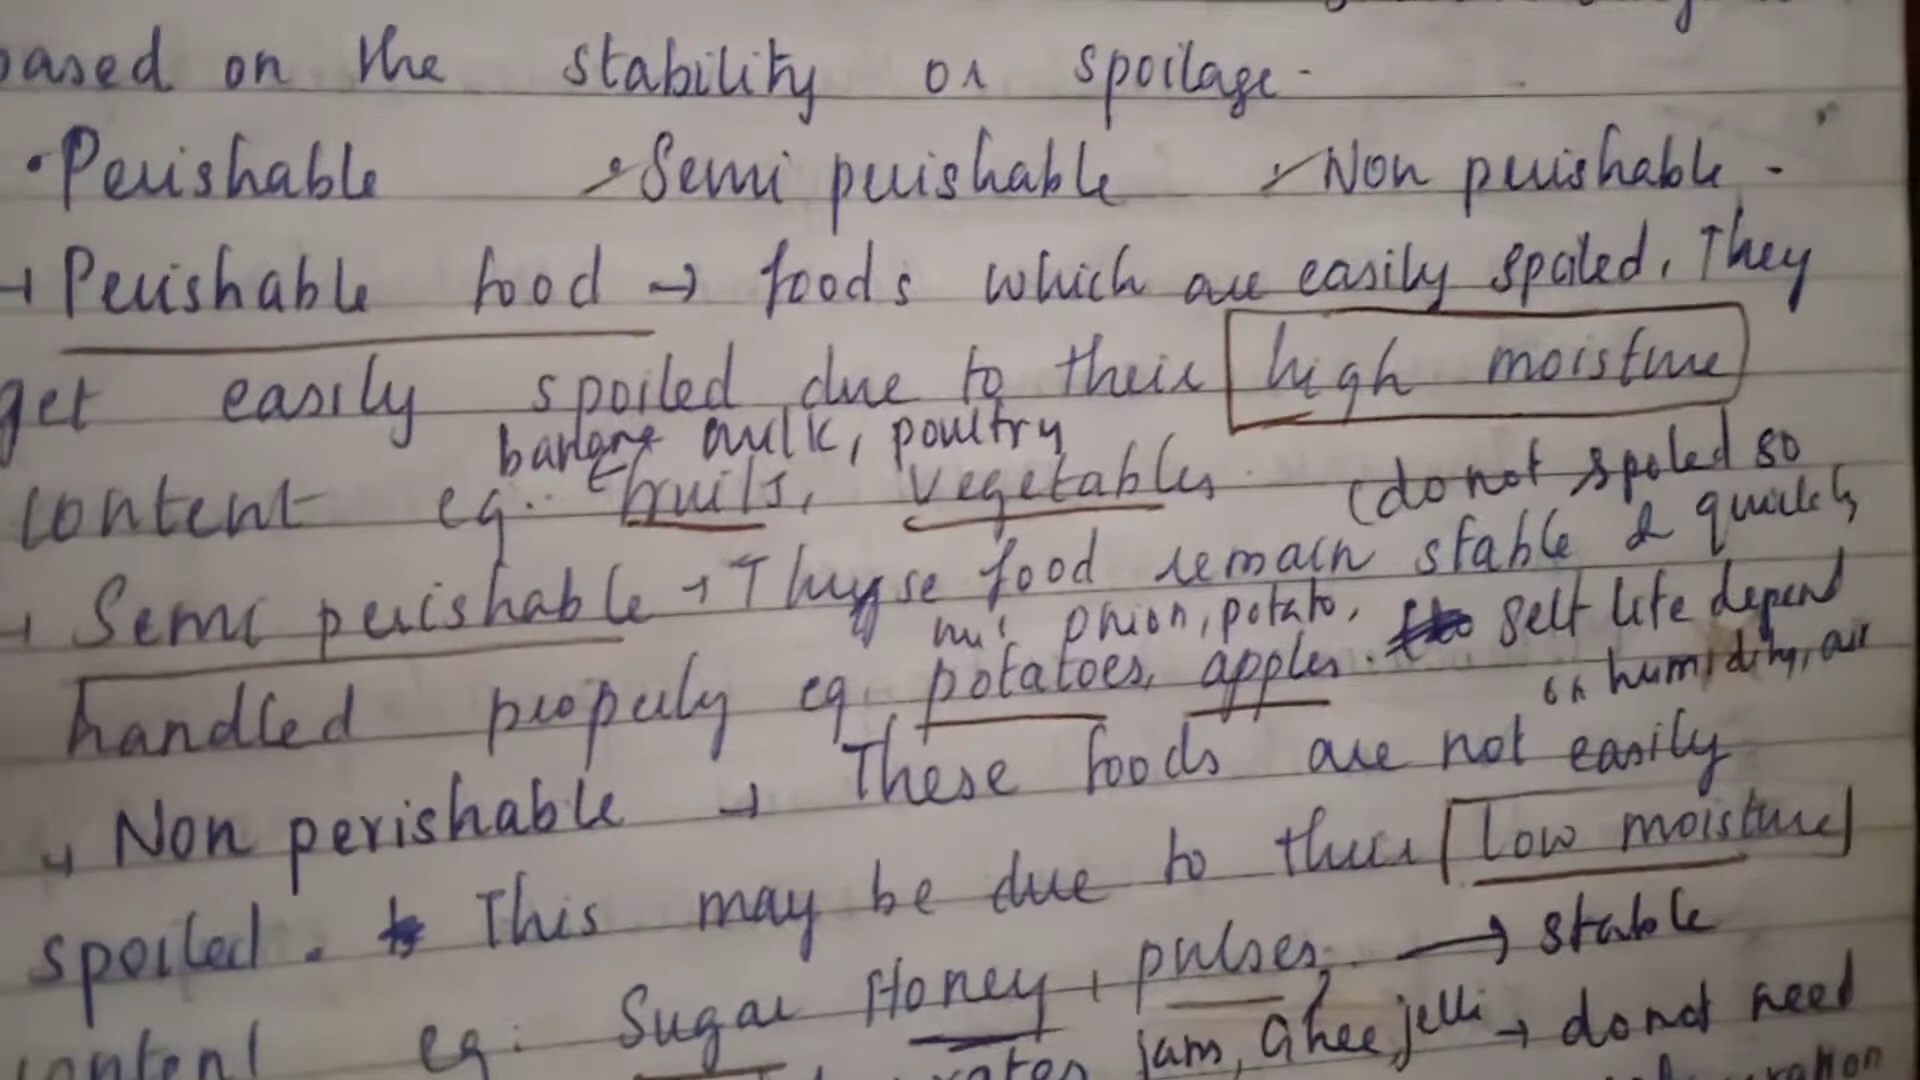 based on the stability or spoilage.
• Perishable • Semi perishable • Non perishable.
→ Perishable food → foods which are easily spoiled. They
get easily spoiled due to their high moisture
milk, poultry
content eg. fruits, vegetables.
(do not spoled so
quickly
→ Semi perishable → These food remain stable &
onion, potato, self life depend
on humidity, air
handled properly eg. potatoes, apples.
→ Non perishable → These foods are not easily
spoiled. This may be due to their low moisture
content eg: Sugar Honey, pulses, → stable
jam, Ghee, jelli → do not need